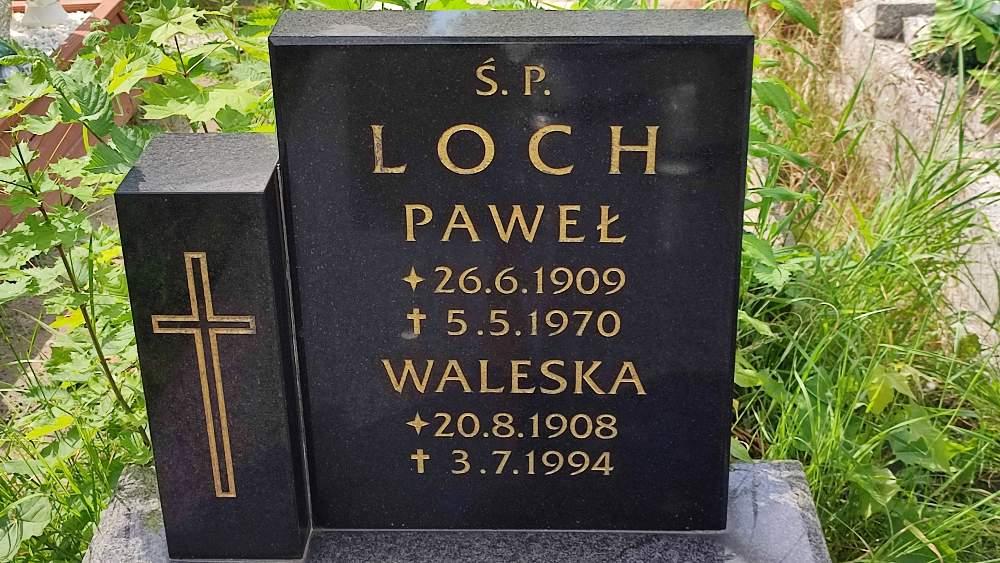 Ś. P.
LOCH
PAWEŁ
✦ 26.6.1909
✝ 5.5.1970
WALESKA
✦ 20.8.1908
✝ 3.7.1994